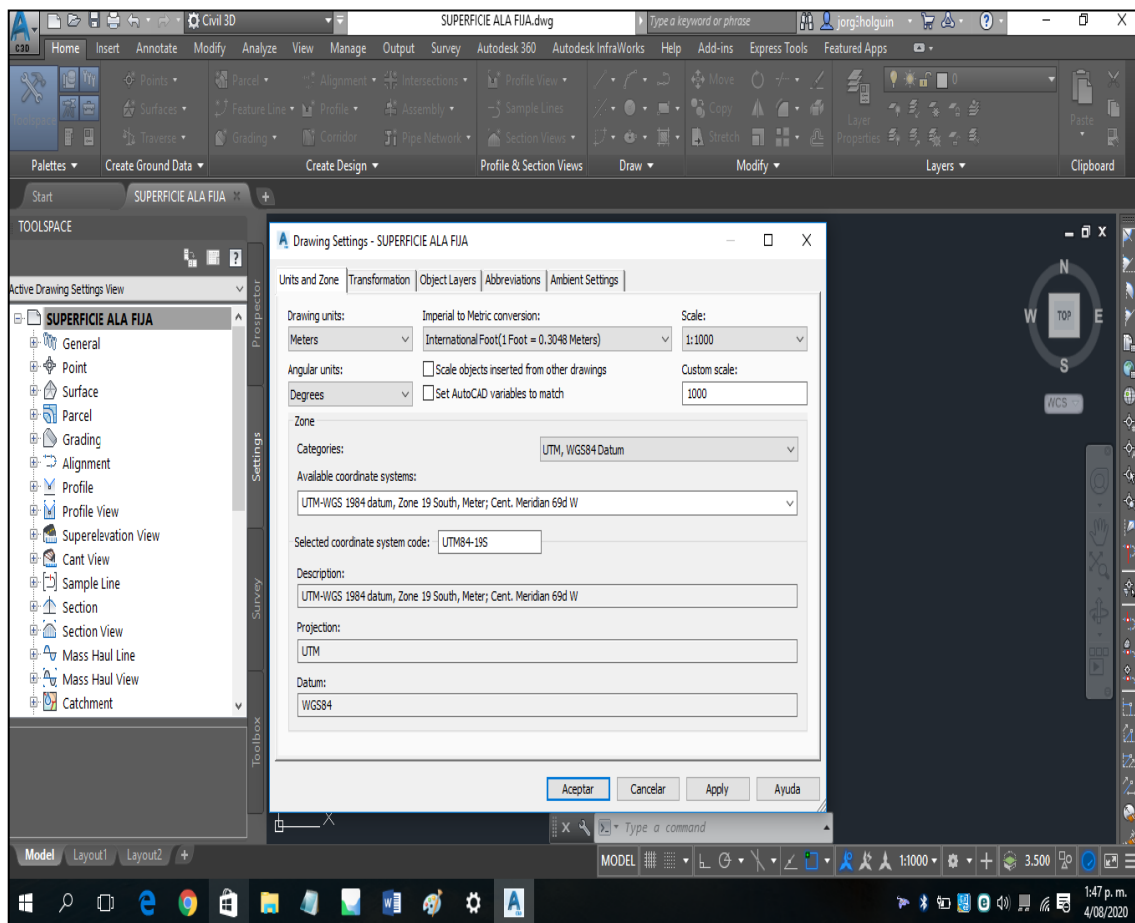 Civil 3D
SUPERFICIE ALA FIJA.dwg
Type a keyword or phrase
C3D
Home Insert Annotate Modify Analyze View Manage Output Survey Autodesk 360 Autodesk InfraWorks Help Add-ins Express Tools Featured Apps
Points Parcel Alignment Intersections Profile View Move
Surfaces Feature Line Profile Assembly Sample Lines Copy
Traverse Grading Corridor Pipe Network Section Views Stretch
Layer
Properties
0
Paste
Palettes Create Ground Data Create Design Profile & Section Views Draw Modify Layers Clipboard
Start SUPERFICIE ALA FIJA
TOOLSPACE
Active Drawing Settings View
SUPERFICIE ALA FIJA
General
Point
Surface
Parcel
Grading
Alignment
Profile
Profile View
Superelevation View
Cant View
Sample Line
Section
Section View
Mass Haul Line
Mass Haul View
Catchment
Prospector
Settings
Survey
Toolbox
Drawing Settings - SUPERFICIE ALA FIJA
Units and Zone Transformation Object Layers Abbreviations Ambient Settings
Drawing units: Imperial to Metric conversion: Scale:
Meters International Foot(1 Foot = 0.3048 Meters) 1:1000
Angular units: Scale objects inserted from other drawings Custom scale:
Degrees Set AutoCAD variables to match 1000
Zone
Categories: UTM, WGS84 Datum
Available coordinate systems:
UTM-WGS 1984 datum, Zone 19 South, Meter; Cent. Meridian 69d W
Selected coordinate system code: UTM84-19S
Description:
UTM-WGS 1984 datum, Zone 19 South, Meter; Cent. Meridian 69d W
Projection:
UTM
Datum:
WGS84
Aceptar Cancelar Apply Ayuda
N
W TOP E
S
WCS
X
Type a command
Model Layout1 Layout2 +
MODEL 1:1000 3.500
1:47 p.m.
4/08/2020